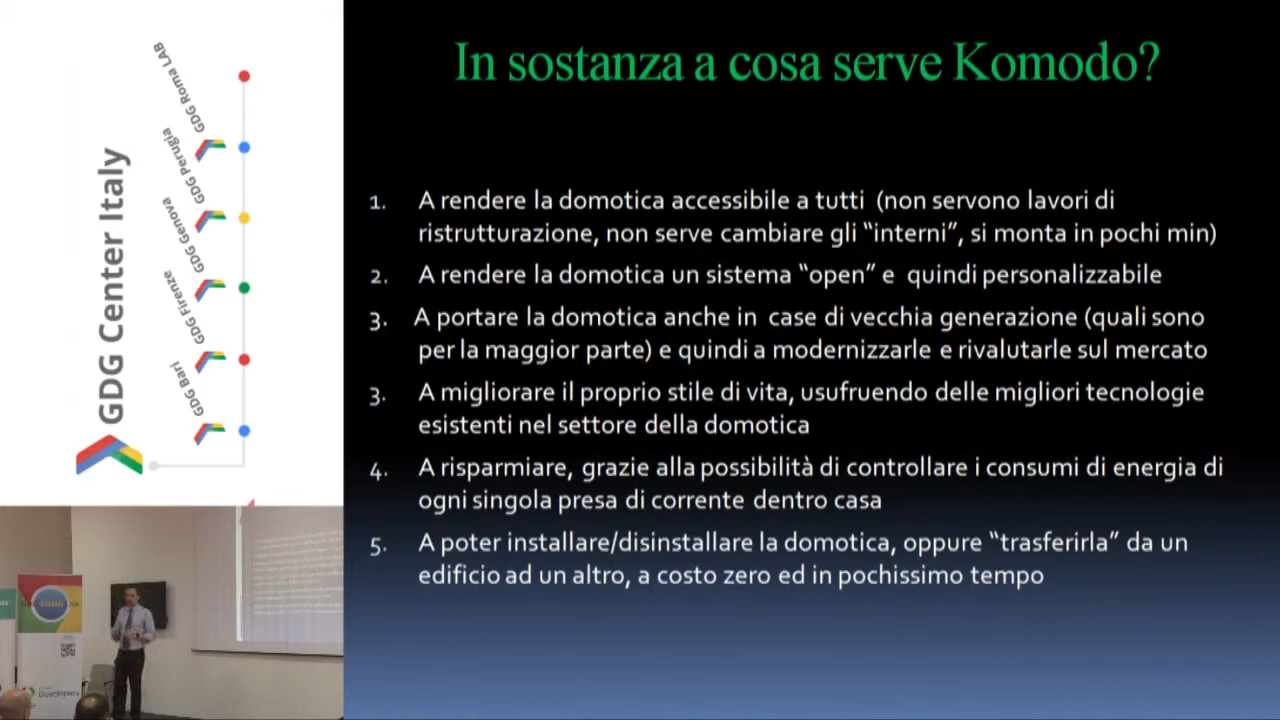 GDG Center Italy
GDG Roma LAB
GDG Perugia
GDG Genova
GDG Firenze
GDG Bari
In sostanza a cosa serve Komodo?
1. A rendere la domotica accessibile a tutti (non servono lavori di
ristrutturazione, non serve cambiare gli “interni”, si monta in pochi min)
2. A rendere la domotica un sistema “open” e quindi personalizzabile
3. A portare la domotica anche in case di vecchia generazione (quali sono
per la maggior parte) e quindi a modernizzarle e rivalutarle sul mercato
3. A migliorare il proprio stile di vita, usufruendo delle migliori tecnologie
esistenti nel settore della domotica
4. A risparmiare, grazie alla possibilità di controllare i consumi di energia di
ogni singola presa di corrente dentro casa
5. A poter installare/disinstallare la domotica, oppure “trasferirla” da un
edificio ad un altro, a costo zero ed in pochissimo tempo
GDG ROMA LAB
Developers